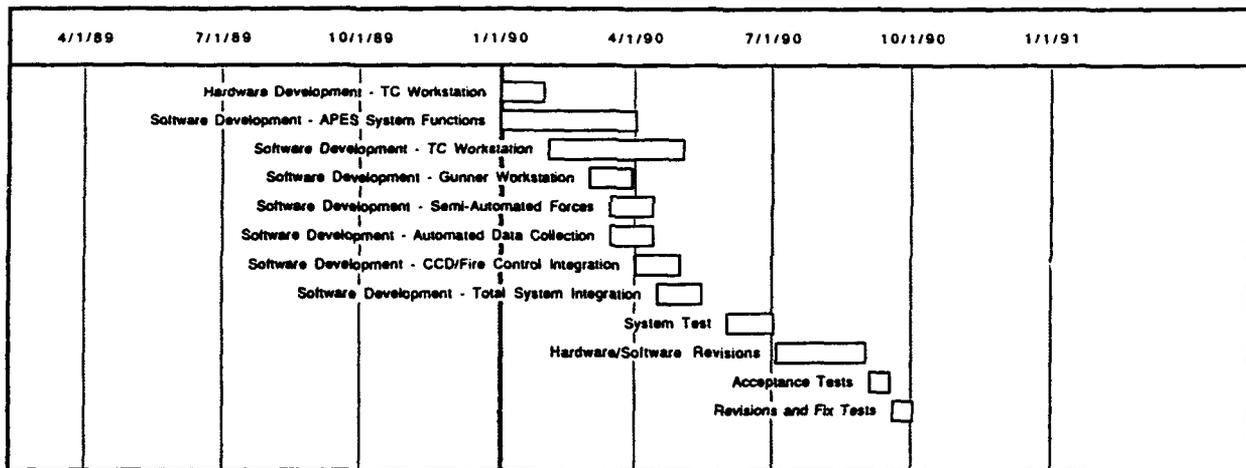 4/1/89 7/1/89 10/1/89 1/1/90 4/1/90 7/1/90 10/1/90 1/1/91
Hardware Development - TC Workstation
Software Development - APES System Functions
Software Development - TC Workstation
Software Development - Gunner Workstation
Software Development - Semi-Automated Forces
Software Development - Automated Data Collection
Software Development - CCD/Fire Control Integration
Software Development - Total System Integration
System Test
Hardware/Software Revisions
Acceptance Tests
Revisions and Fix Tests